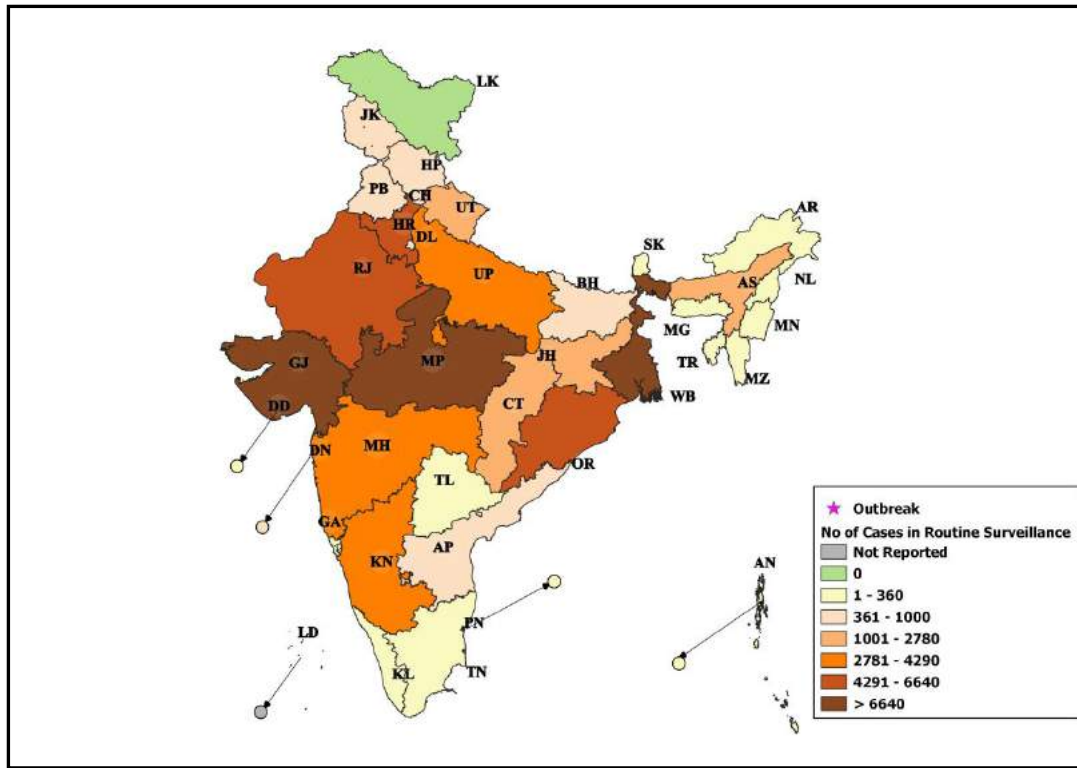 LK
JK
HP
PB
CH
UT
HR
DL
AR
SK
RJ
UP
BH
AS
NL
MG
MN
GJ
MP
JH
TR
MZ
DD
CT
WB
MH
DN
OR
TL
GA
AP
KN
AN
PN
LD
KL
TN
Outbreak
No of Cases in Routine Surveillance
Not Reported
0
1 - 360
361 - 1000
1001 - 2780
2781 - 4290
4291 - 6640
> 6640